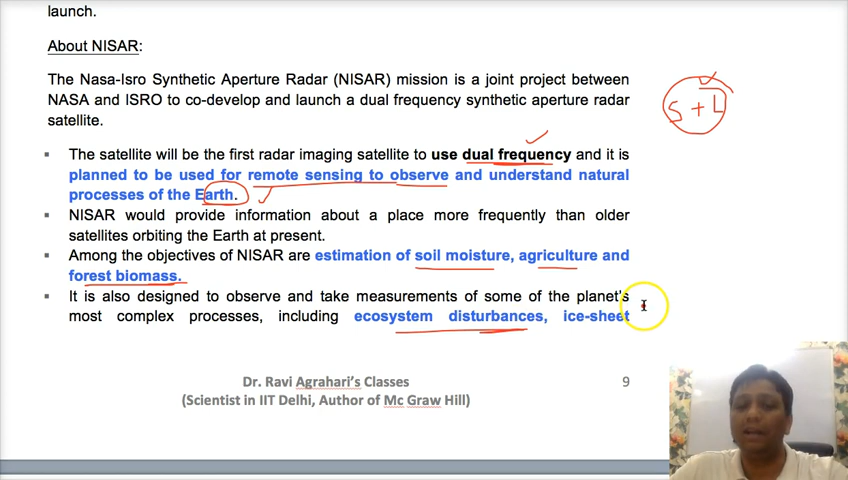 launch.
About NISAR:
The Nasa-Isro Synthetic Aperture Radar (NISAR) mission is a joint project between
NASA and ISRO to co-develop and launch a dual frequency synthetic aperture radar
satellite.
S + L
▪ The satellite will be the first radar imaging satellite to use dual frequency and it is
planned to be used for remote sensing to observe and understand natural
processes of the Earth.
▪ NISAR would provide information about a place more frequently than older
satellites orbiting the Earth at present.
▪ Among the objectives of NISAR are estimation of soil moisture, agriculture and
forest biomass.
▪ It is also designed to observe and take measurements of some of the planet's
most complex processes, including ecosystem disturbances, ice-sheet
Dr. Ravi Agrahari's Classes
(Scientist in IIT Delhi, Author of Mc Graw Hill)
9